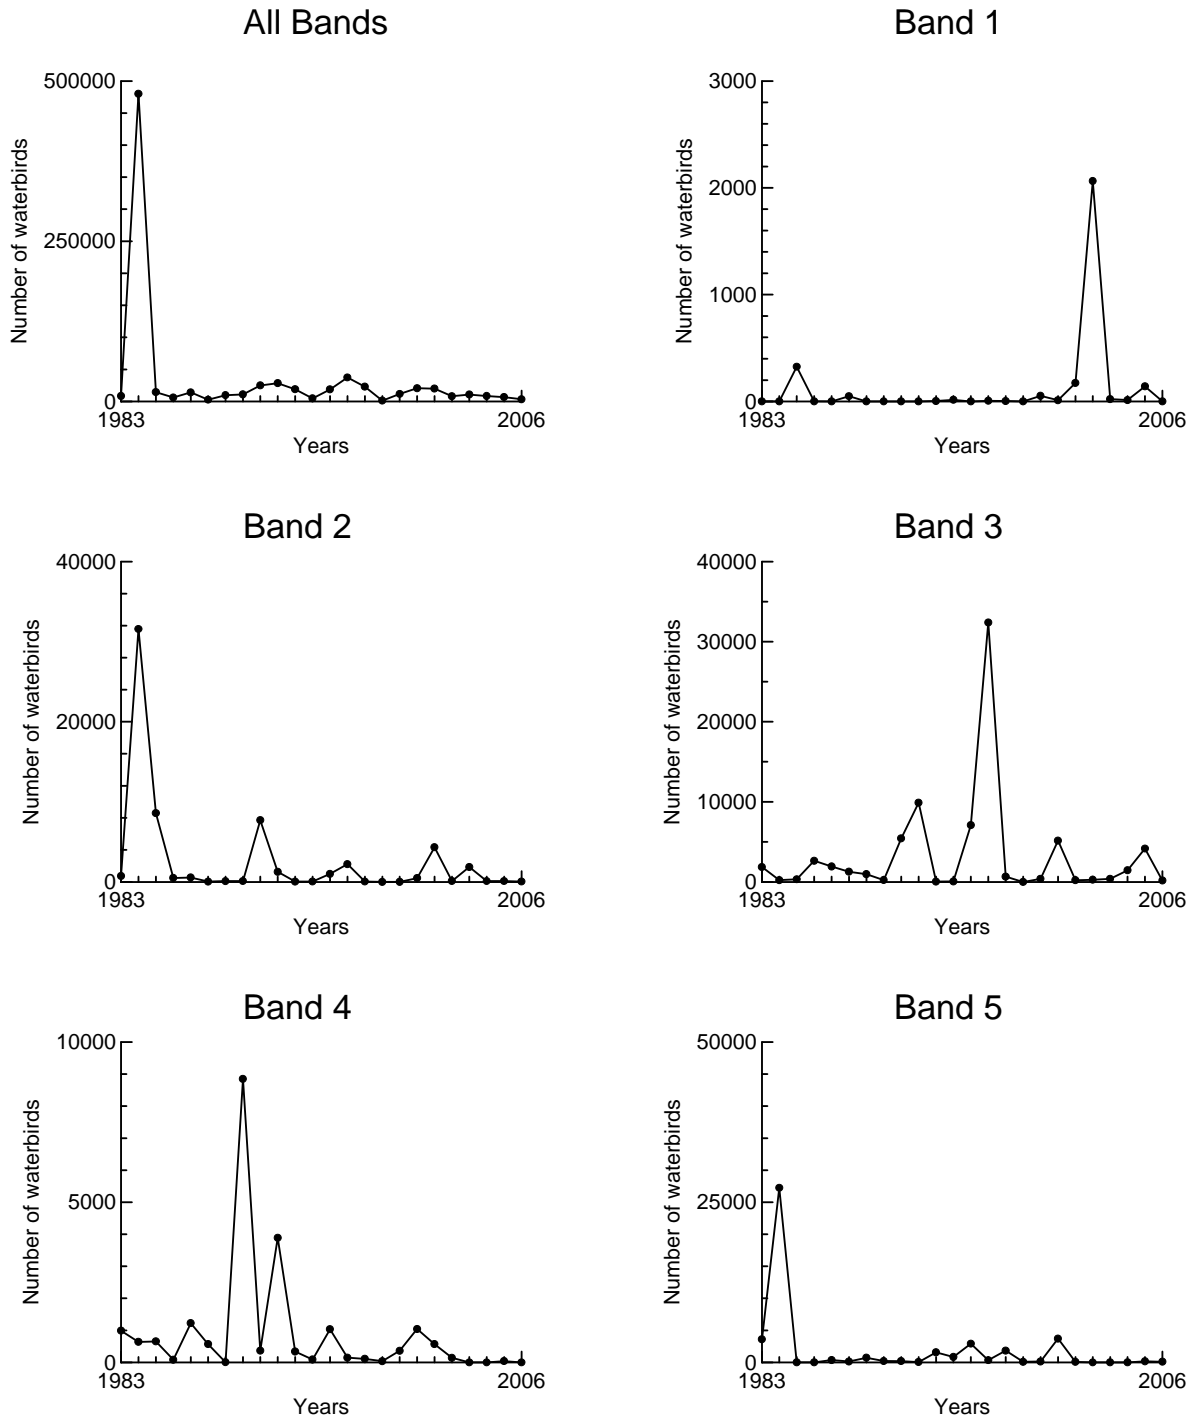 All Bands
Number of waterbirds
500000
250000
0
1983
2006
Years
Band 1
Number of waterbirds
3000
2000
1000
0
1983
2006
Years
Band 2
Number of waterbirds
40000
20000
0
1983
2006
Years
Band 3
Number of waterbirds
40000
30000
20000
10000
0
1983
2006
Years
Band 4
Number of waterbirds
10000
5000
0
1983
2006
Years
Band 5
Number of waterbirds
50000
25000
0
1983
2006
Years